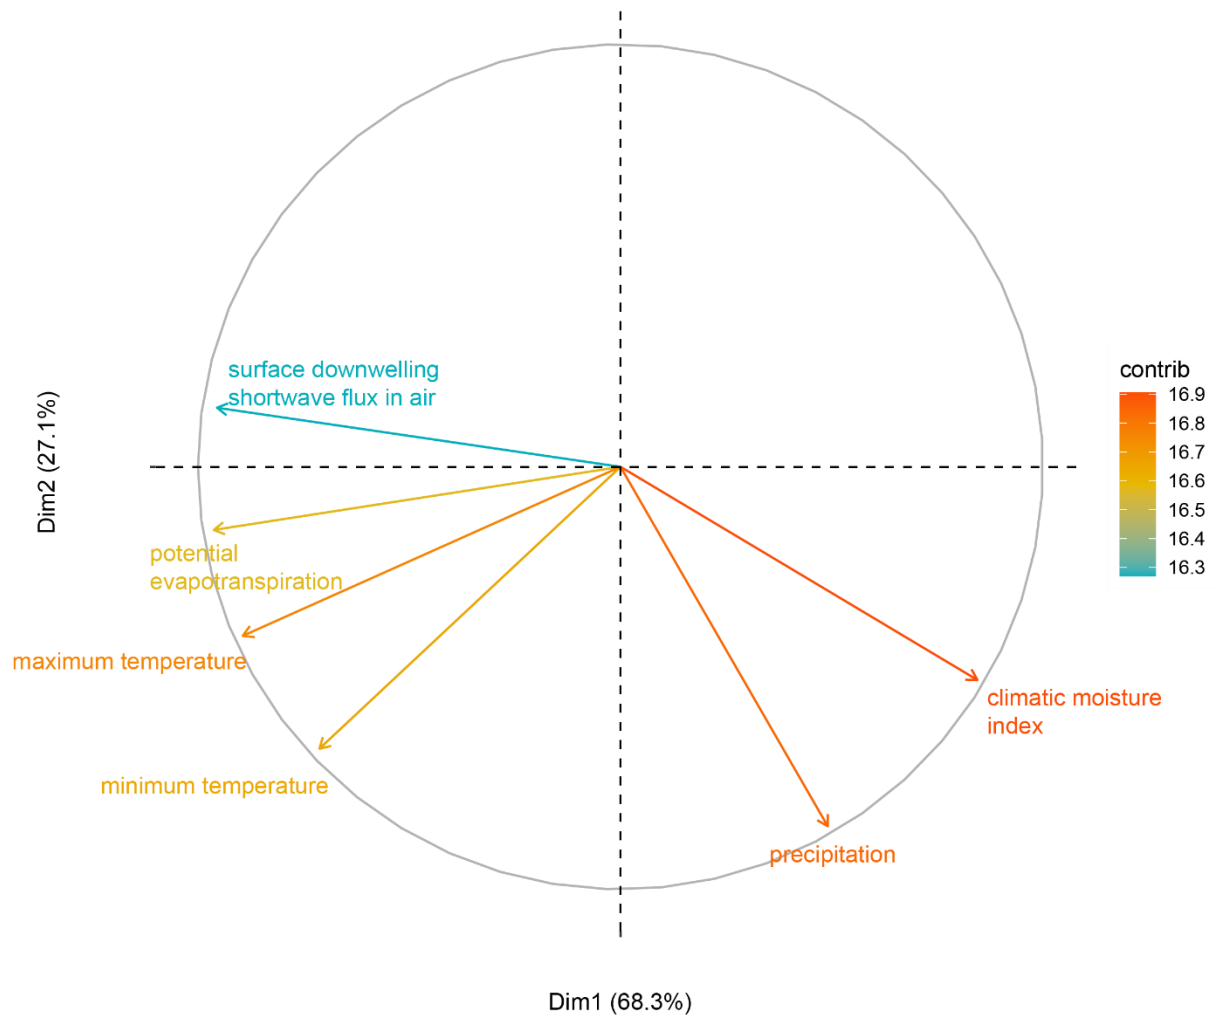 surface downwelling
shortwave flux in air
potential
evapotranspiration
maximum temperature
minimum temperature
climatic moisture
index
precipitation
Dim2 (27.1%)
Dim1 (68.3%)
contrib
16.9
16.8
16.7
16.6
16.5
16.4
16.3